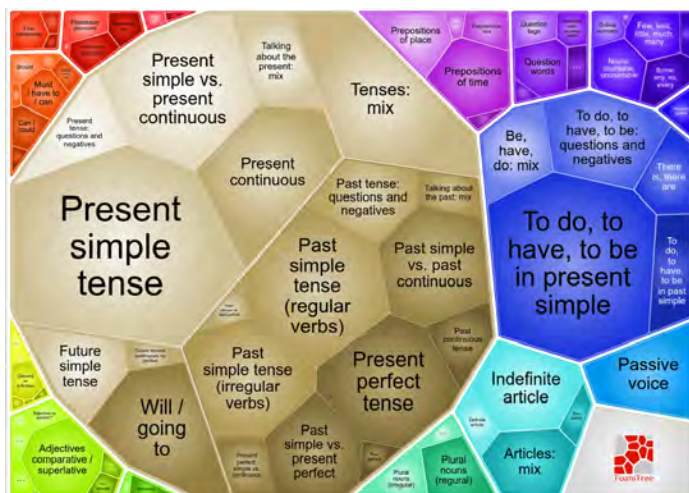 Present
simple vs.
present
continuous
Talking
about the
present: mix
Tenses:
mix
Present
tense:
questions and
negatives
Present
continuous
Present
simple
tense
Past tense:
questions and
negatives
Talking about
the past: mix
Past
simple
tense
(regular
verbs)
Past simple
vs. past
continuous
Past
continuous
tense
Future
simple
tense
Will /
going
to
Past
simple tense
(irregular
verbs)
Present
perfect
tense
Present
perfect:
simple vs.
continuous
Past
simple vs.
present
perfect
Must
/ have to
/ can
Can /
could
Prepositions
of place
Prepositions
of time
Question
tags
Question
words
Few, less,
little, much,
many
Some,
any, no,
every
Be,
have,
do: mix
To do, to
have, to be:
questions and
negatives
There
is, there
are
To do, to
have, to be
in present
simple
To do,
to
have,
to be
in past
simple
Indefinite
article
Definite
article
Articles:
mix
Passive
voice
Adjectives
comparative /
superlative
Plural
nouns
(irregular)
Plural
nouns
(regular)
FoamTree